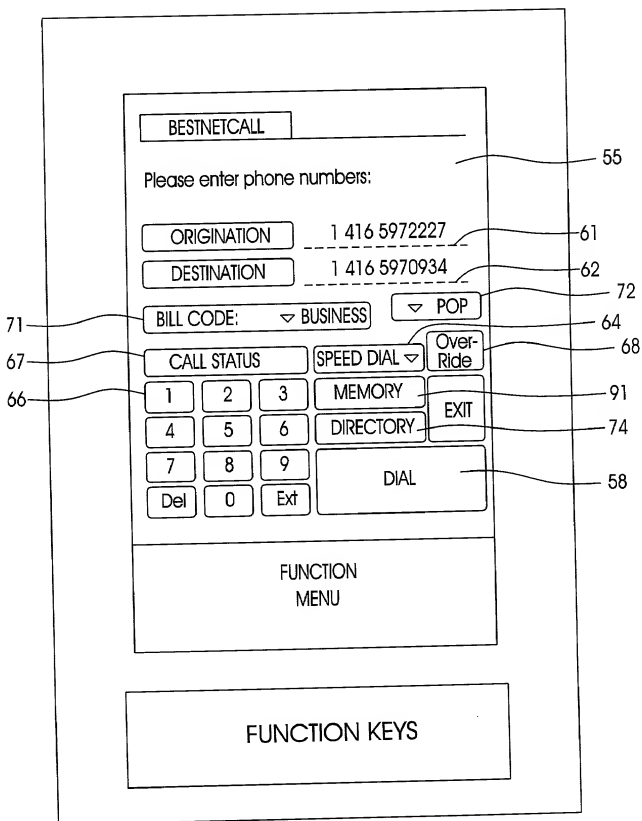 BESTNETCALL
55
Please enter phone numbers:
ORIGINATION 1 416 5972227
61
DESTINATION 1 416 5970934
62
72
71 BILL CODE: ▽ BUSINESS ▽ POP
64
67 CALL STATUS SPEED DIAL ▽ Over-
Ride 68
66 1 2 3 MEMORY 91
EXIT
4 5 6 DIRECTORY 74
7 8 9 DIAL 58
Del 0 Ext
FUNCTION
MENU
FUNCTION KEYS